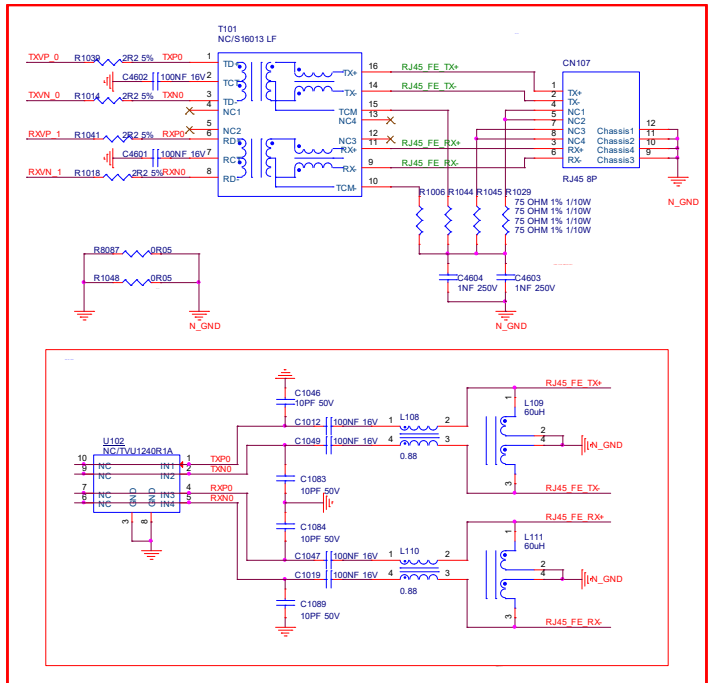 T101
NC/S16013 LF
TXVP_0 R1039 2R2 5% TXP0 1 TD+
C4602 100NF 16V 2 TCT
TXVN_0 R1014 2R2 5% TXN0 3 TD-
4 NC1
5 NC2
RXVP_1 R1041 2R2 5% RXP0 6 RD+
C4601 100NF 16V 7 RCT
RXVN_1 R1018 2R2 5% RXN0 8 RD-
TX+ 16 RJ45_FE_TX+
TX- 14 RJ45_FE_TX-
TCM 15
NC4 13
NC3 12
RX+ 11 RJ45_FE_RX+
RX- 9 RJ45_FE_RX-
TCM- 10
CN107
1 TX+
2 TX-
4 NC1
5 NC2
7 NC3
8 NC4
3 RX+
6 RX-
Chassis1 12
Chassis2 11
Chassis4 10
Chassis3 9
RJ45 8P
N_GND
R1006 R1044 R1045 R1029
75 OHM 1% 1/10W
75 OHM 1% 1/10W
75 OHM 1% 1/10W
75 OHM 1% 1/10W
C4604
1NF 250V
C4603
1NF 250V
N_GND
R8087 0R05
R1048 0R05
N_GND
C1046
10PF 50V
U102
NC/TVU1240R1A
10 NC IN1 1 TXP0
9 NC IN2 2 TXN0
7 NC IN3 4 RXP0
6 NC IN4 5 RXN0
GND GND
3 8
C1012 100NF 16V
C1049 100NF 16V
L108
1 2
4 3
0.88
C1083
10PF 50V
C1084
10PF 50V
C1047 100NF 16V
C1019 100NF 16V
L110
1 2
4 3
0.88
C1089
10PF 50V
RJ45_FE_TX+
L109
60uH
1
2
4
N_GND
3
RJ45_FE_TX-
RJ45_FE_RX+
L111
60uH
1
2
4
N_GND
3
RJ45_FE_RX-